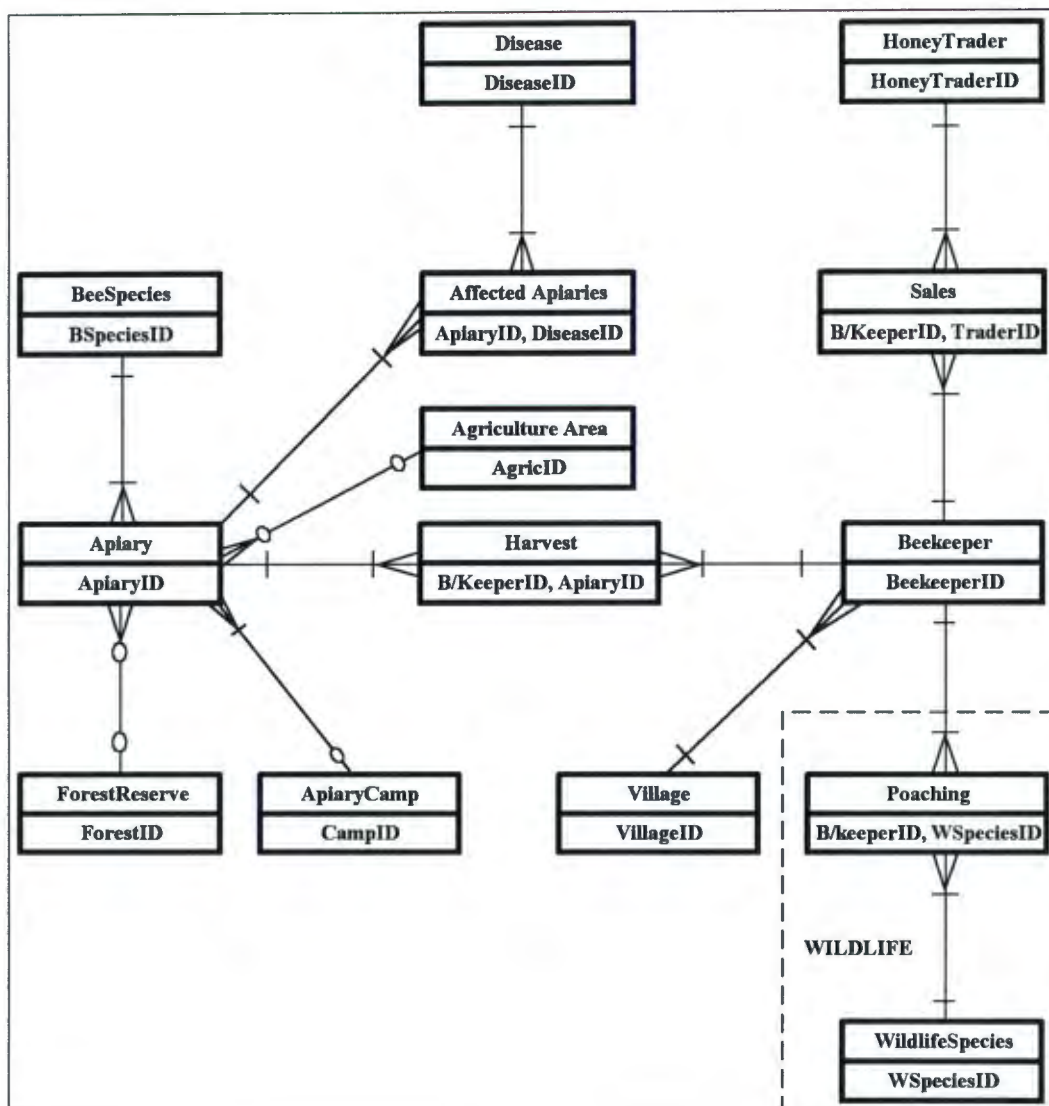 Disease
DiseaseID
HoneyTrader
HoneyTraderID
BeeSpecies
BSpeciesID
Affected Apiaries
ApiaryID, DiseaseID
Sales
B/KeeperID, TraderID
Agriculture Area
AgricID
Apiary
ApiaryID
Harvest
B/KeeperID, ApiaryID
Beekeeper
BeekeeperID
ForestReserve
ForestID
ApiaryCamp
CampID
Village
VillageID
Poaching
B/keeperID, WSpeciesID
WILDLIFE
WildlifeSpecies
WSpeciesID